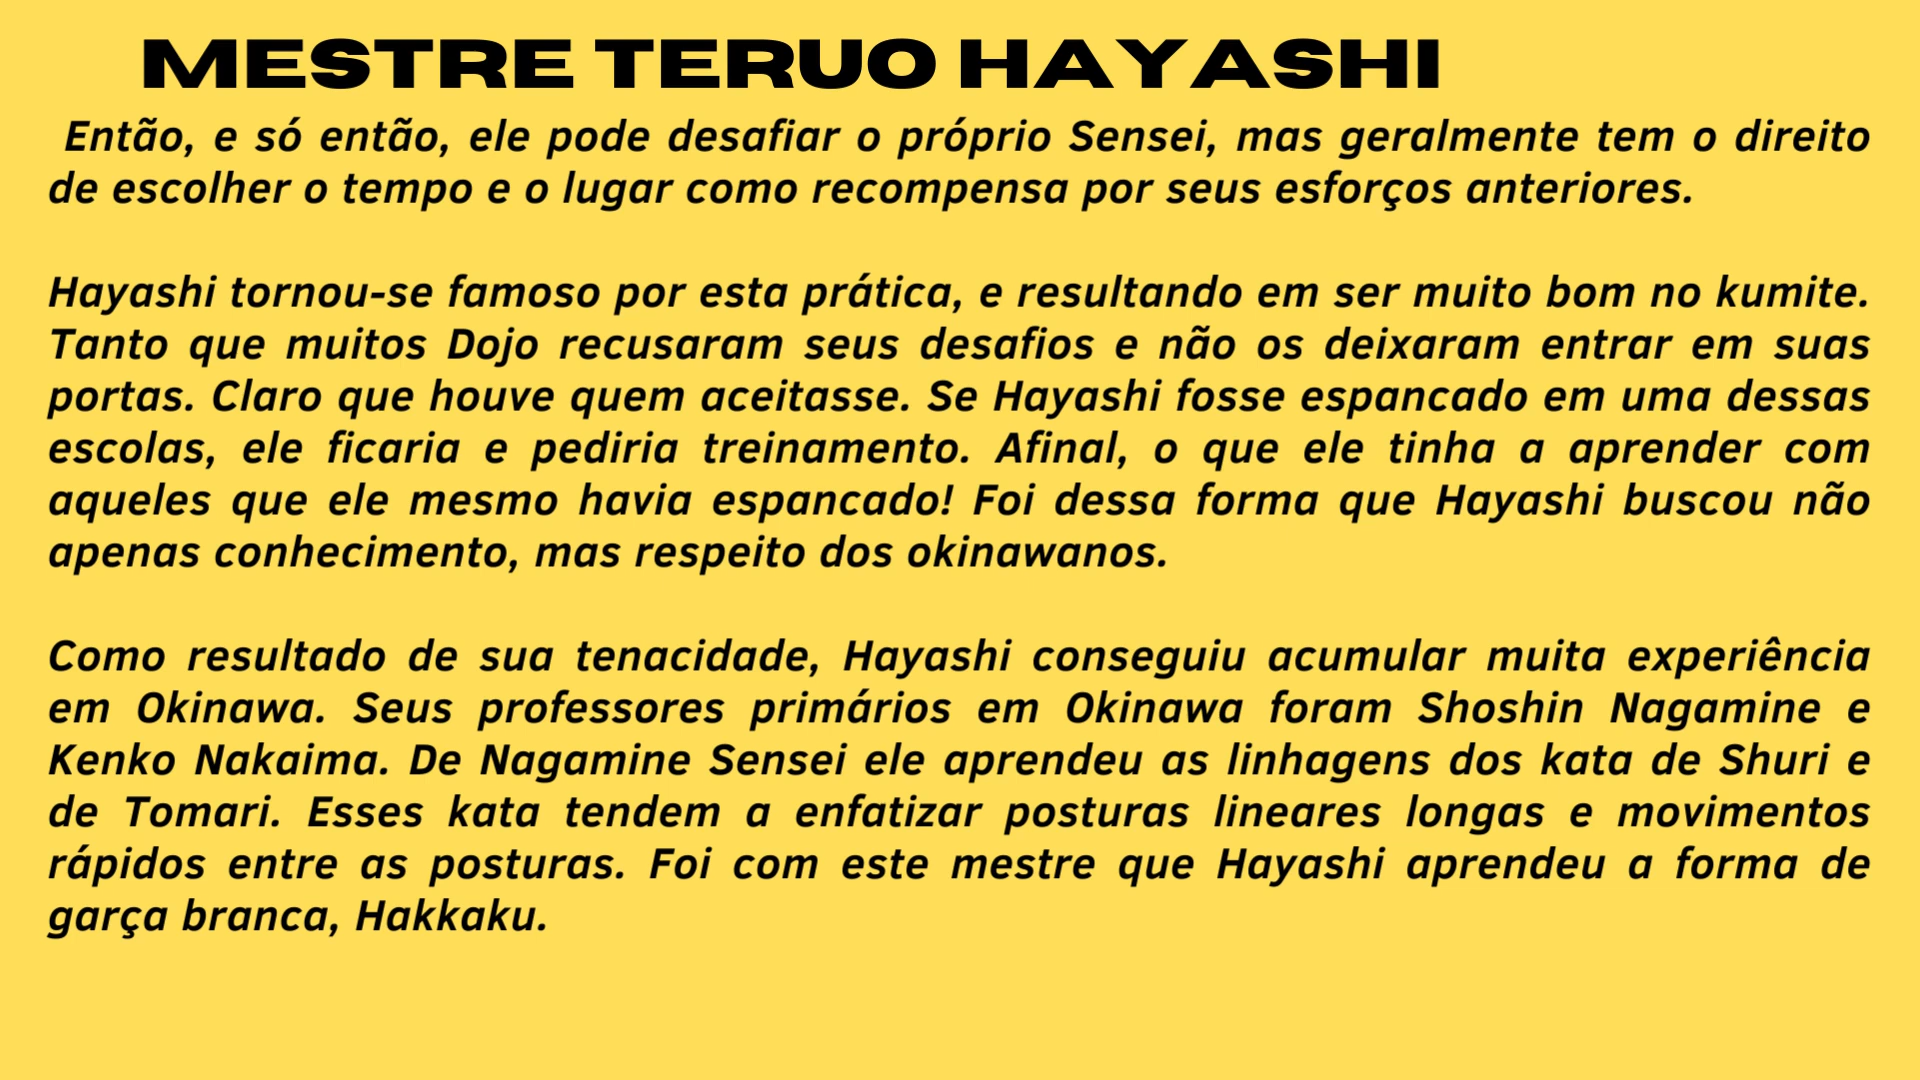 MESTRE TERUO HAYASHI
Então, e só então, ele pode desafiar o próprio Sensei, mas geralmente tem o direito
de escolher o tempo e o lugar como recompensa por seus esforços anteriores.
Hayashi tornou-se famoso por esta prática, e resultando em ser muito bom no kumite.
Tanto que muitos Dojo recusaram seus desafios e não os deixaram entrar em suas
portas. Claro que houve quem aceitasse. Se Hayashi fosse espancado em uma dessas
escolas, ele ficaria e pediria treinamento. Afinal, o que ele tinha a aprender com
aqueles que ele mesmo havia espancado! Foi dessa forma que Hayashi buscou não
apenas conhecimento, mas respeito dos okinawanos.
Como resultado de sua tenacidade, Hayashi conseguiu acumular muita experiência
em Okinawa. Seus professores primários em Okinawa foram Shoshin Nagamine e
Kenko Nakaima. De Nagamine Sensei ele aprendeu as linhagens dos kata de Shuri e
de Tomari. Esses kata tendem a enfatizar posturas lineares longas e movimentos
rápidos entre as posturas. Foi com este mestre que Hayashi aprendeu a forma de
garça branca, Hakkaku.